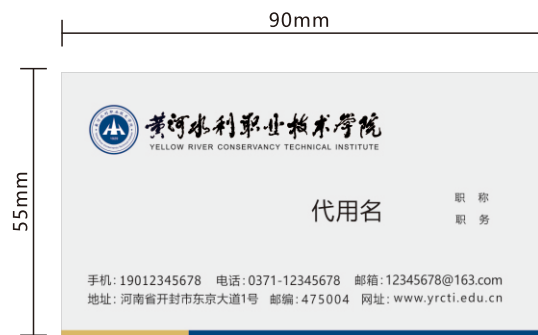 90mm
55mm
黄河水利职业技术学院
YELLOW RIVER CONSERVANCY TECHNICAL INSTITUTE
代用名
职 称
职 务
手机: 19012345678 电话: 0371-12345678 邮箱: 12345678@163.com
地址: 河南省开封市东京大道1号 邮编: 475004 网址: www.yrcti.edu.cn